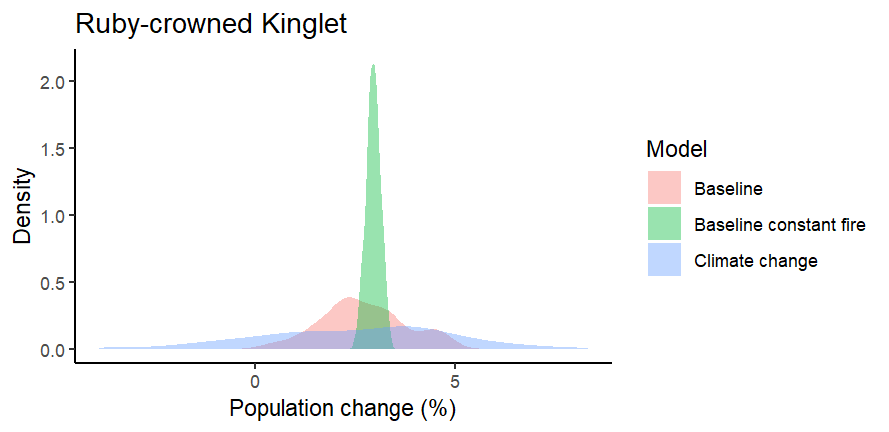 Ruby-crowned Kinglet
Density
2.0
1.5
1.0
0.5
0.0
0 5
Population change (%)
Model
Baseline
Baseline constant fire
Climate change